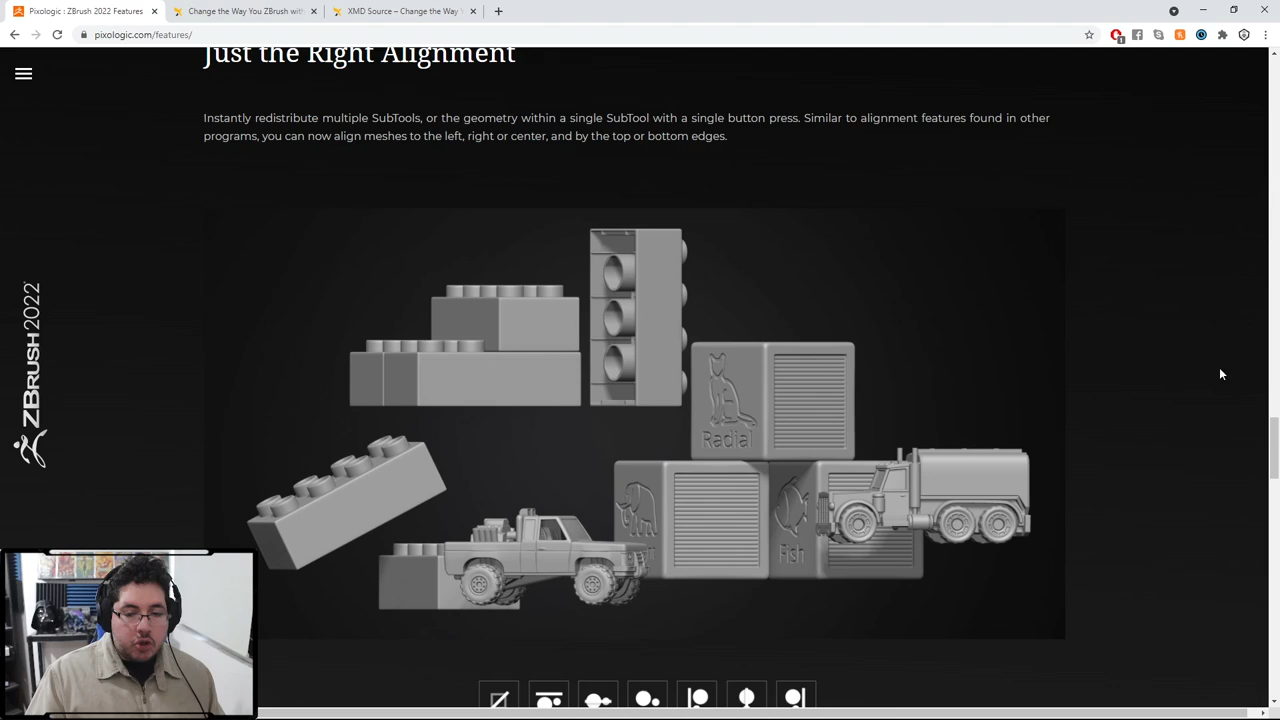 Pixologic : ZBrush 2022 Features
Change the Way You ZBrush with
XMD Source – Change the Way Y
pixologic.com/features/
1
Just the Right Alignment
Instantly redistribute multiple SubTools, or the geometry within a single SubTool with a single button press. Similar to alignment features found in other
programs, you can now align meshes to the left, right or center, and by the top or bottom edges.
ZBRUSH2022
Radial
Fish